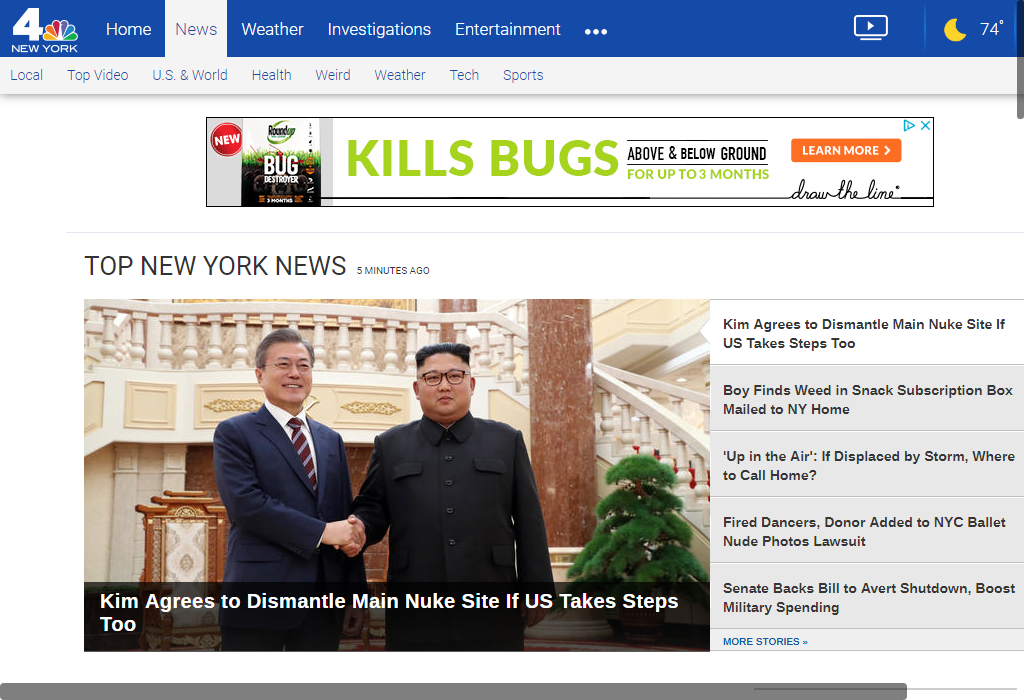 4
NEW YORK
Home
News
Weather
Investigations
Entertainment
74°
Local
Top Video
U.S. & World
Health
Weird
Weather
Tech
Sports
NEW
Roundup
BUG
DESTROYER
3 MONTHS
KILLS BUGS
ABOVE & BELOW GROUND
FOR UP TO 3 MONTHS
LEARN MORE
draw the line
TOP NEW YORK NEWS
5 MINUTES AGO
Kim Agrees to Dismantle Main Nuke Site If US Takes Steps
Too
Kim Agrees to Dismantle Main Nuke Site If
US Takes Steps Too
Boy Finds Weed in Snack Subscription Box
Mailed to NY Home
'Up in the Air': If Displaced by Storm, Where
to Call Home?
Fired Dancers, Donor Added to NYC Ballet
Nude Photos Lawsuit
Senate Backs Bill to Avert Shutdown, Boost
Military Spending
MORE STORIES »